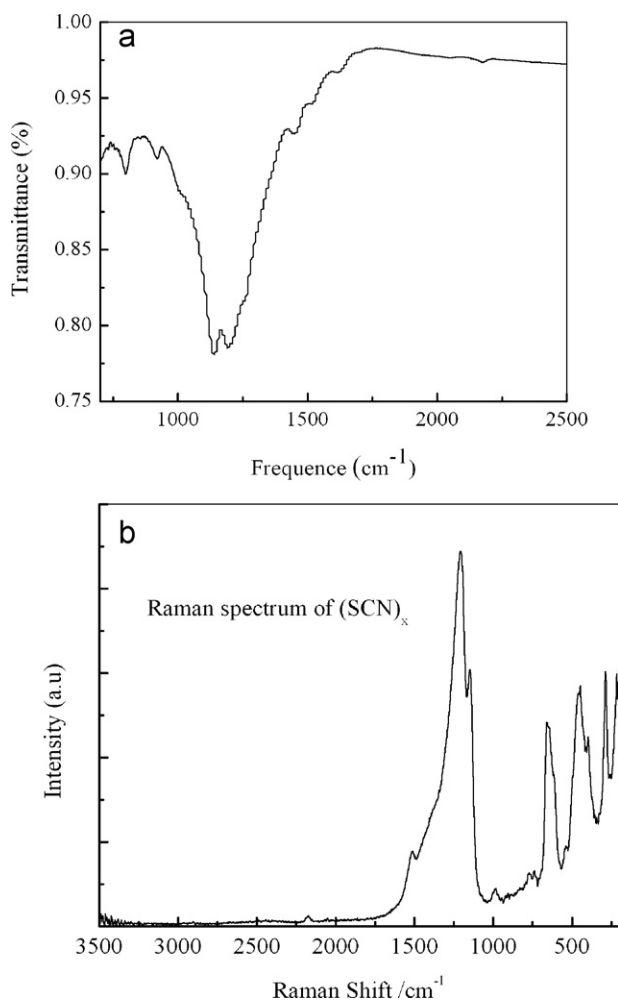 a
1.00
0.95
0.90
0.85
0.80
0.75
Transmittance (%)
1000 1500 2000 2500
Frequence (cm-1)
b
Raman spectrum of (SCN)x
Intensity (a.u)
3500 3000 2500 2000 1500 1000 500
Raman Shift /cm-1